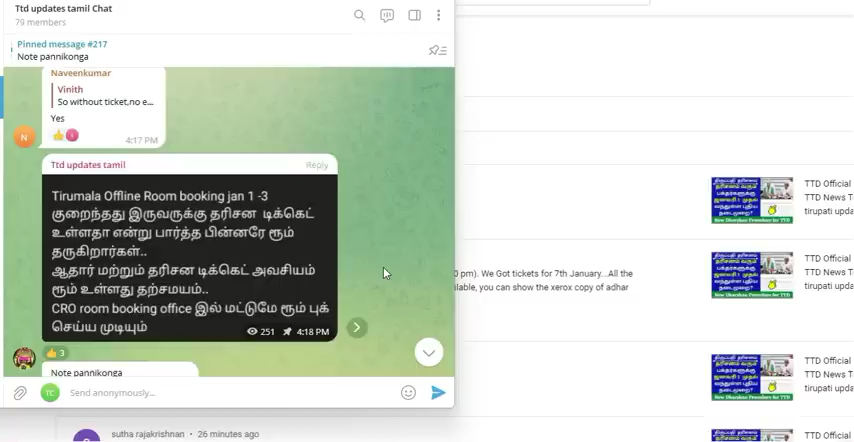 Ttd updates tamil Chat
79 members
Pinned message #217
Note pannikonga
Naveenkumar
Vinith
So without ticket,no e...
Yes
4:17 PM
Ttd updates tamil
Reply
Tirumala Offline Room booking jan 1 -3
குறைந்தது இருவருக்கு தரிசன டிக்கெட்
உள்ளதா என்று பார்த்த பின்னரே ரூம்
தருகிறார்கள்..
ஆதார் மற்றும் தரிசன டிக்கெட் அவசியம்
ரூம் உள்ளது தற்சமயம்..
CRO room booking office இல் மட்டுமே ரூம் புக்
செய்ய முடியும்
251 4:18 PM
3
Note pannikonga
TC Send anonymously...
0 pm). We Got tickets for 7th January...All the
ilable, you can show the xerox copy of adhar
sutha rajakrishnan • 26 minutes ago
TTD Official
TTD News T
tirupati upda
TTD Official
TTD News T
tirupati upda
TTD Official
TTD News T
tirupati upda
TTD Official